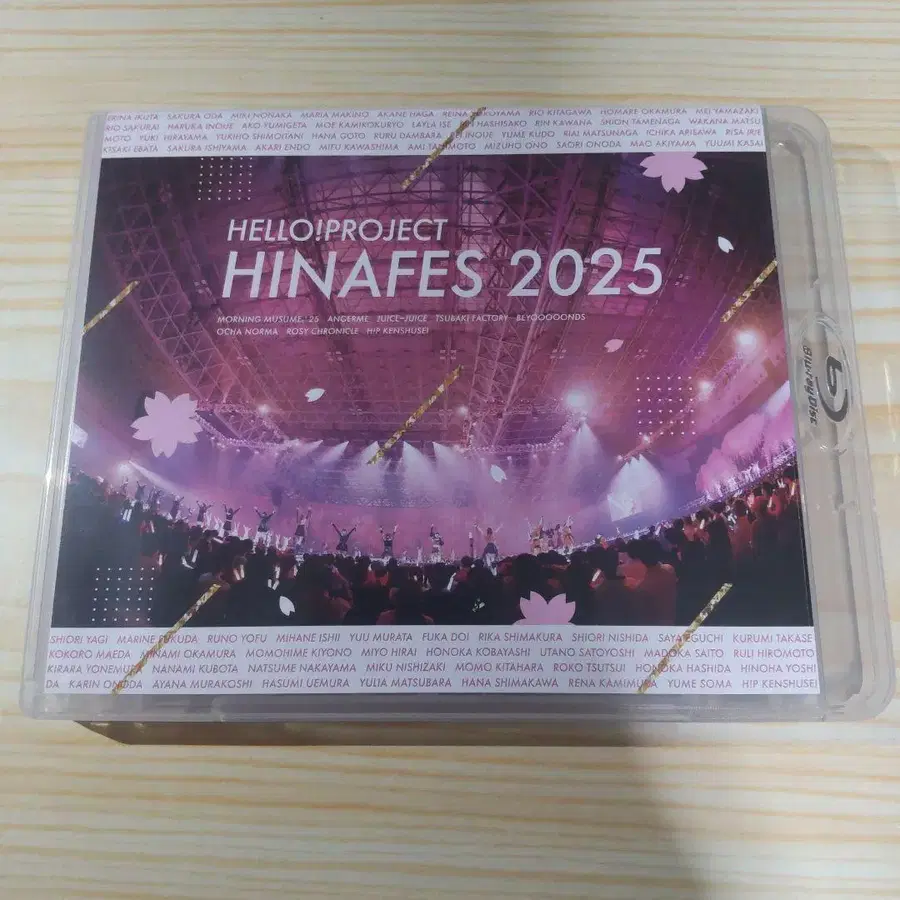 ERINA IKUTA SAKURA ODA MIKI NONAKA MARIA MAKINO AKANE HAGA REINA YOKOYAMA RIO KITAGAWA HOMARE OKAMURA MEI YAMAZAKI
RIO SAKURAI HARUKA INOUE AKO YUMIGETA MOE KAMIKOKURYO LAYLA ISE RIN HASHISAKO RIN KAWANA SHION TAMENAGA WAKANA MATSU
MOTO YUKI HIRAYAMA YUKIHO SHIMOITANI HANA GOTO RURU DAMBARA INOUE YUME KUDO RIAI MATSUNAGA ICHIKA ARISAWA RISA IRIE
KISAKI EBATA SAKURA ISHIYAMA AKARI ENDO MIFU KAWASHIMA AMI TANIMOTO MIZUHO ONO SAORI ONODA MAO AKIYAMA YUUMI KASAI
HELLO!PROJECT
HINAFES 2025
MORNING MUSUME.'25 ANGERME JUICE=JUICE TSUBAKI FACTORY BEYOOOOONDS
OCHA NORMA ROSY CHRONICLE H!P KENSHUSEI
Blu-ray Disc
SHIORI YAGI MARINE FUKUDA RUNO YOFU MIHANE ISHII YUU MURATA FUKA DOI RIKA SHIMAKURA SHIORI NISHIDA SAYA EGUCHI KURUMI TAKASE
KOKORO MAEDA MINAMI OKAMURA MOMOHIME KIYONO MIYO HIRAI HONOKA KOBAYASHI UTANO SATOYOSHI MADOKA SAITO RULI HIROMOTO
KIRARA YONEMURA NANAMI KUBOTA NATSUME NAKAYAMA MIKU NISHIZAKI MOMO KITAHARA ROKO TSUTSUI HONOKA HASHIDA HINOHA YOSHI
DA KARIN ONODA AYANA MURAKOSHI HASUMI UEMURA YULIA MATSUBARA HANA SHIMAKAWA RENA KAMIMURA YUME SOMA H!P KENSHUSEI